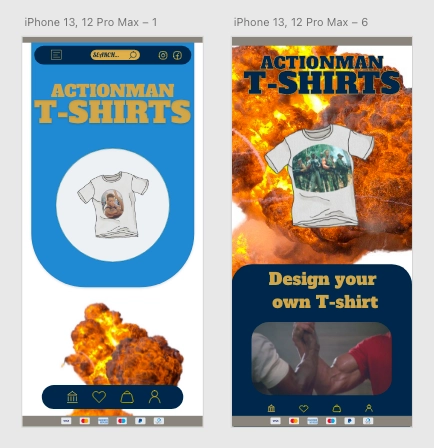 iPhone 13, 12 Pro Max – 1
SEARCH...
ACTIONMAN
T-SHIRTS
iPhone 13, 12 Pro Max – 6
ACTIONMAN
T-SHIRTS
Design your
own T-shirt